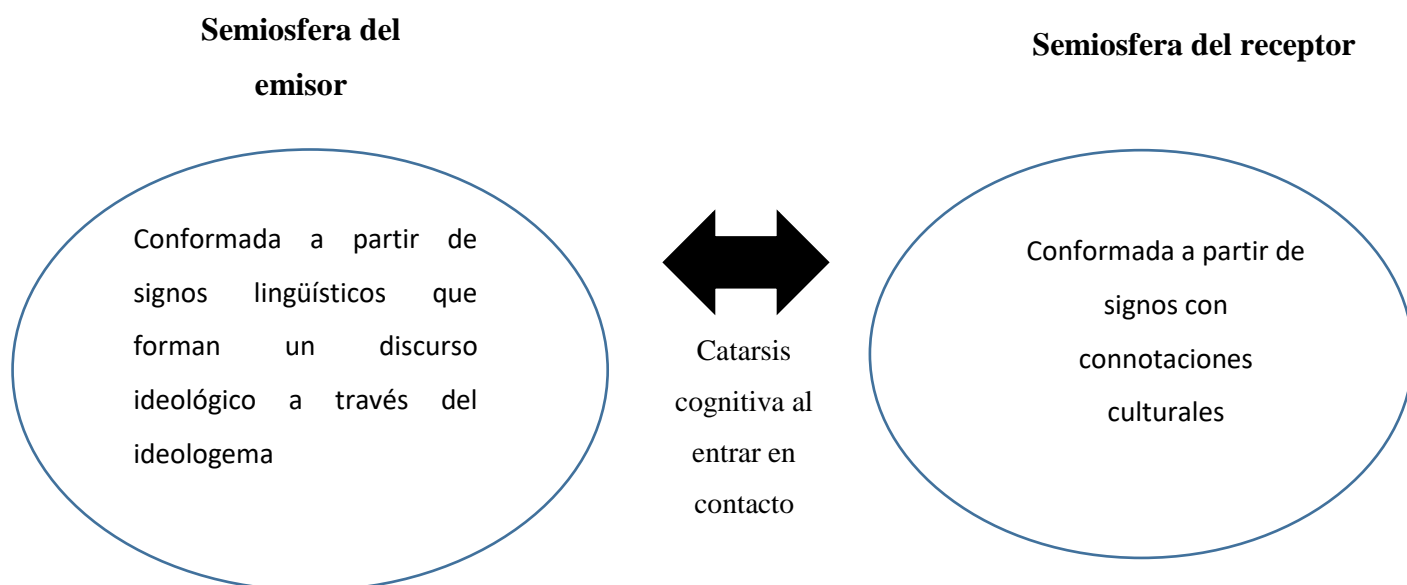 Semiosfera del
emisor
Semiosfera del receptor
Conformada a partir de
signos lingüísticos que
forman un discurso
ideológico a través del
ideologema
Catarsis
cognitiva al
entrar en
contacto
Conformada a partir de
signos con
connotaciones
culturales